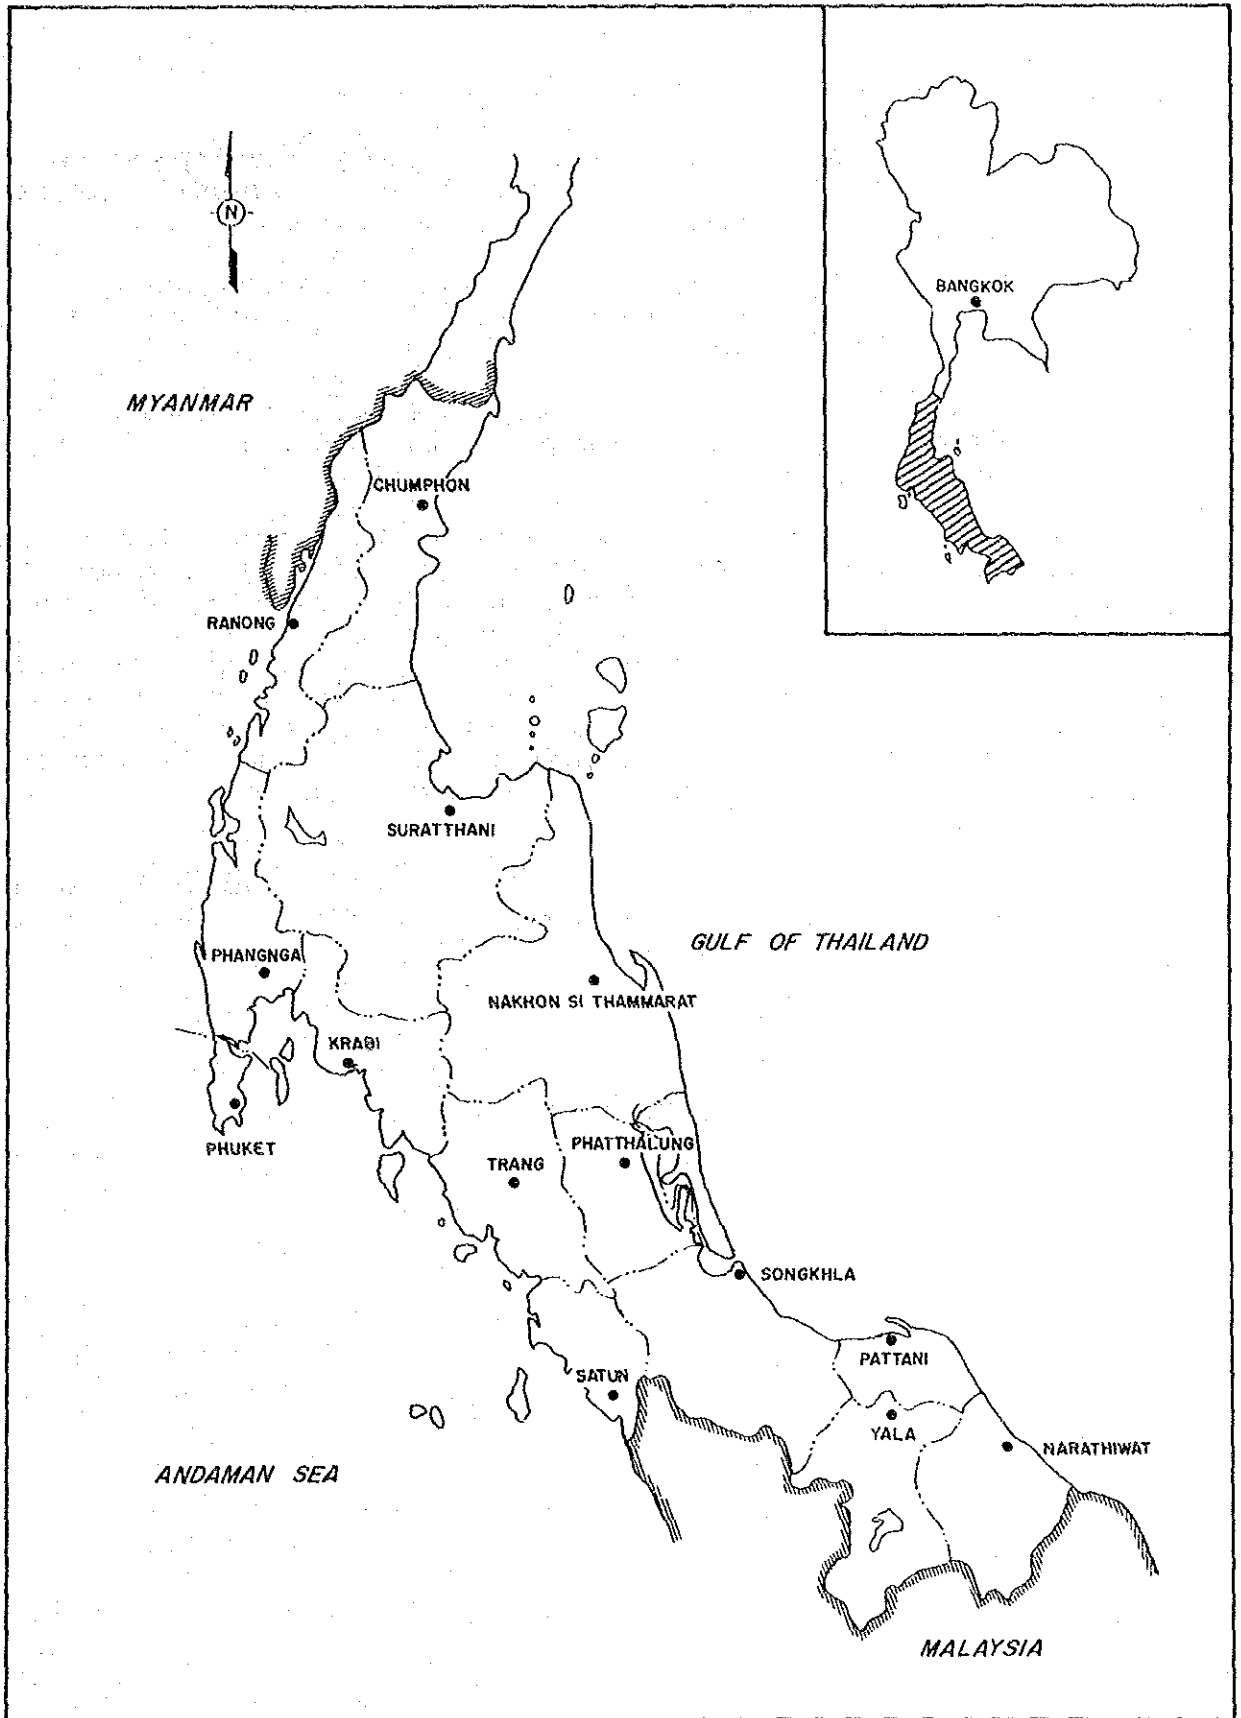 N
BANGKOK
MYANMAR
CHUMPHON
RANONG
SURATTHANI
GULF OF THAILAND
PHANGNGA
NAKHON SI THAMMARAT
KRABI
PHUKET
PHATTHALUNG
TRANG
SONGKHLA
PATTANI
SATUN
YALA
NARATHIWAT
ANDAMAN SEA
MALAYSIA